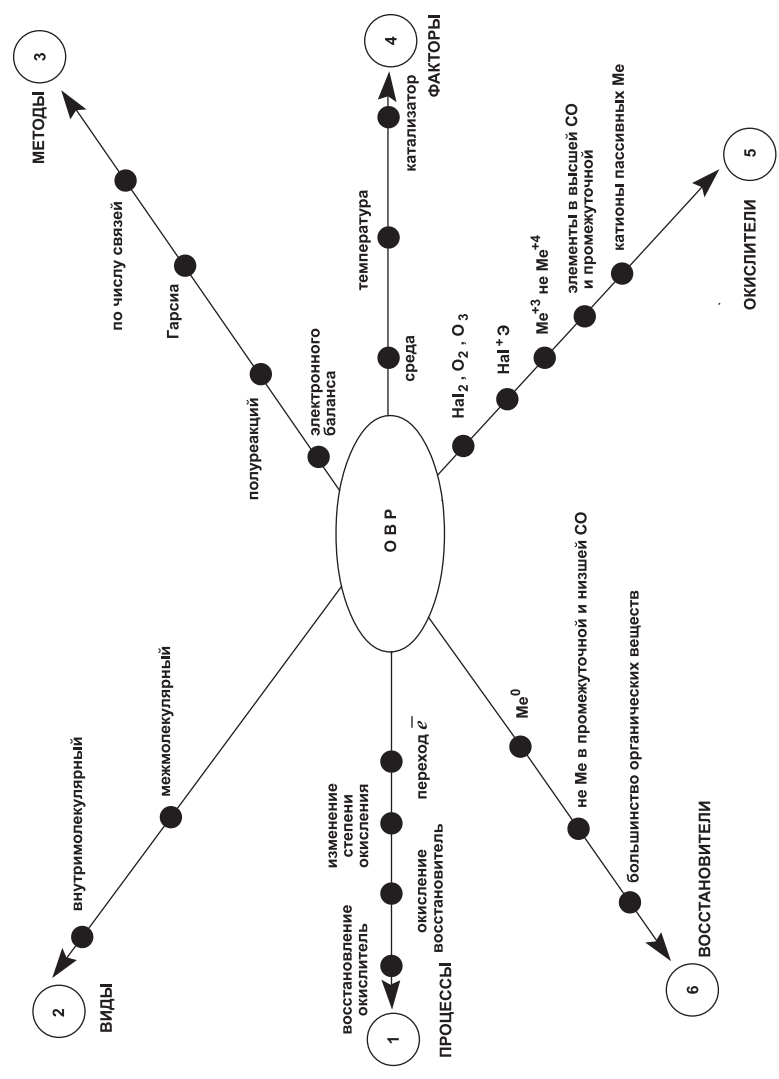 2
ВИДЫ
внутримолекулярный
межмолекулярный
3
МЕТОДЫ
по числу связей
Гарсиа
полуреакций
электронного
баланса
1
ПРОЦЕССЫ
восстановление
окислитель
окисление
восстановитель
изменение
степени
окисления
переход e̅
ОВР
среда
температура
катализатор
4
ФАКТОРЫ
6
ВОССТАНОВИТЕЛИ
Me⁰
не Ме в промежуточной и низшей СО
большинство органических веществ
Hal₂, O₂, O₃
Hal⁺Э
Me⁺³ не Me⁺⁴
элементы в высшей СО
и промежуточной
катионы пассивных Ме
5
ОКИСЛИТЕЛИ